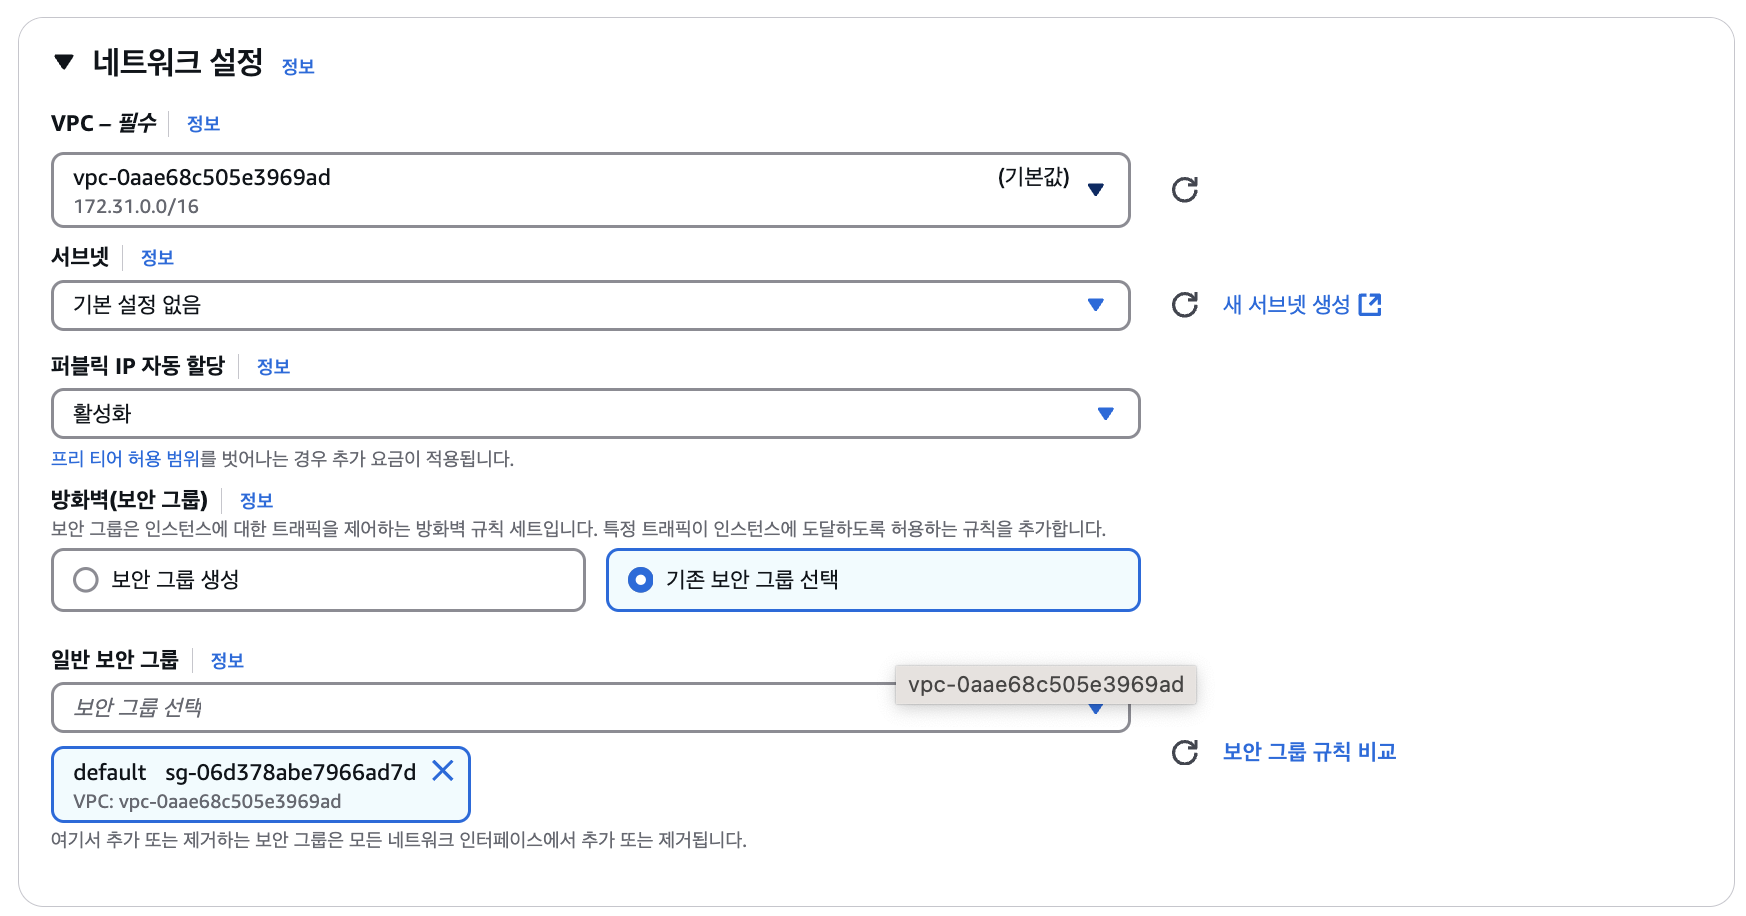 ▼ 네트워크 설정 정보
VPC – 필수 정보
vpc-0aae68c505e3969ad (기본값)
172.31.0.0/16
서브넷 정보
기본 설정 없음
새 서브넷 생성
퍼블릭 IP 자동 할당 정보
활성화
프리 티어 허용 범위를 벗어나는 경우 추가 요금이 적용됩니다.
방화벽(보안 그룹) 정보
보안 그룹은 인스턴스에 대한 트래픽을 제어하는 방화벽 규칙 세트입니다. 특정 트래픽이 인스턴스에 도달하도록 허용하는 규칙을 추가합니다.
보안 그룹 생성
기존 보안 그룹 선택
일반 보안 그룹 정보
vpc-0aae68c505e3969ad
보안 그룹 선택
보안 그룹 규칙 비교
default sg-06d378abe7966ad7d
VPC: vpc-0aae68c505e3969ad
여기서 추가 또는 제거하는 보안 그룹은 모든 네트워크 인터페이스에서 추가 또는 제거됩니다.